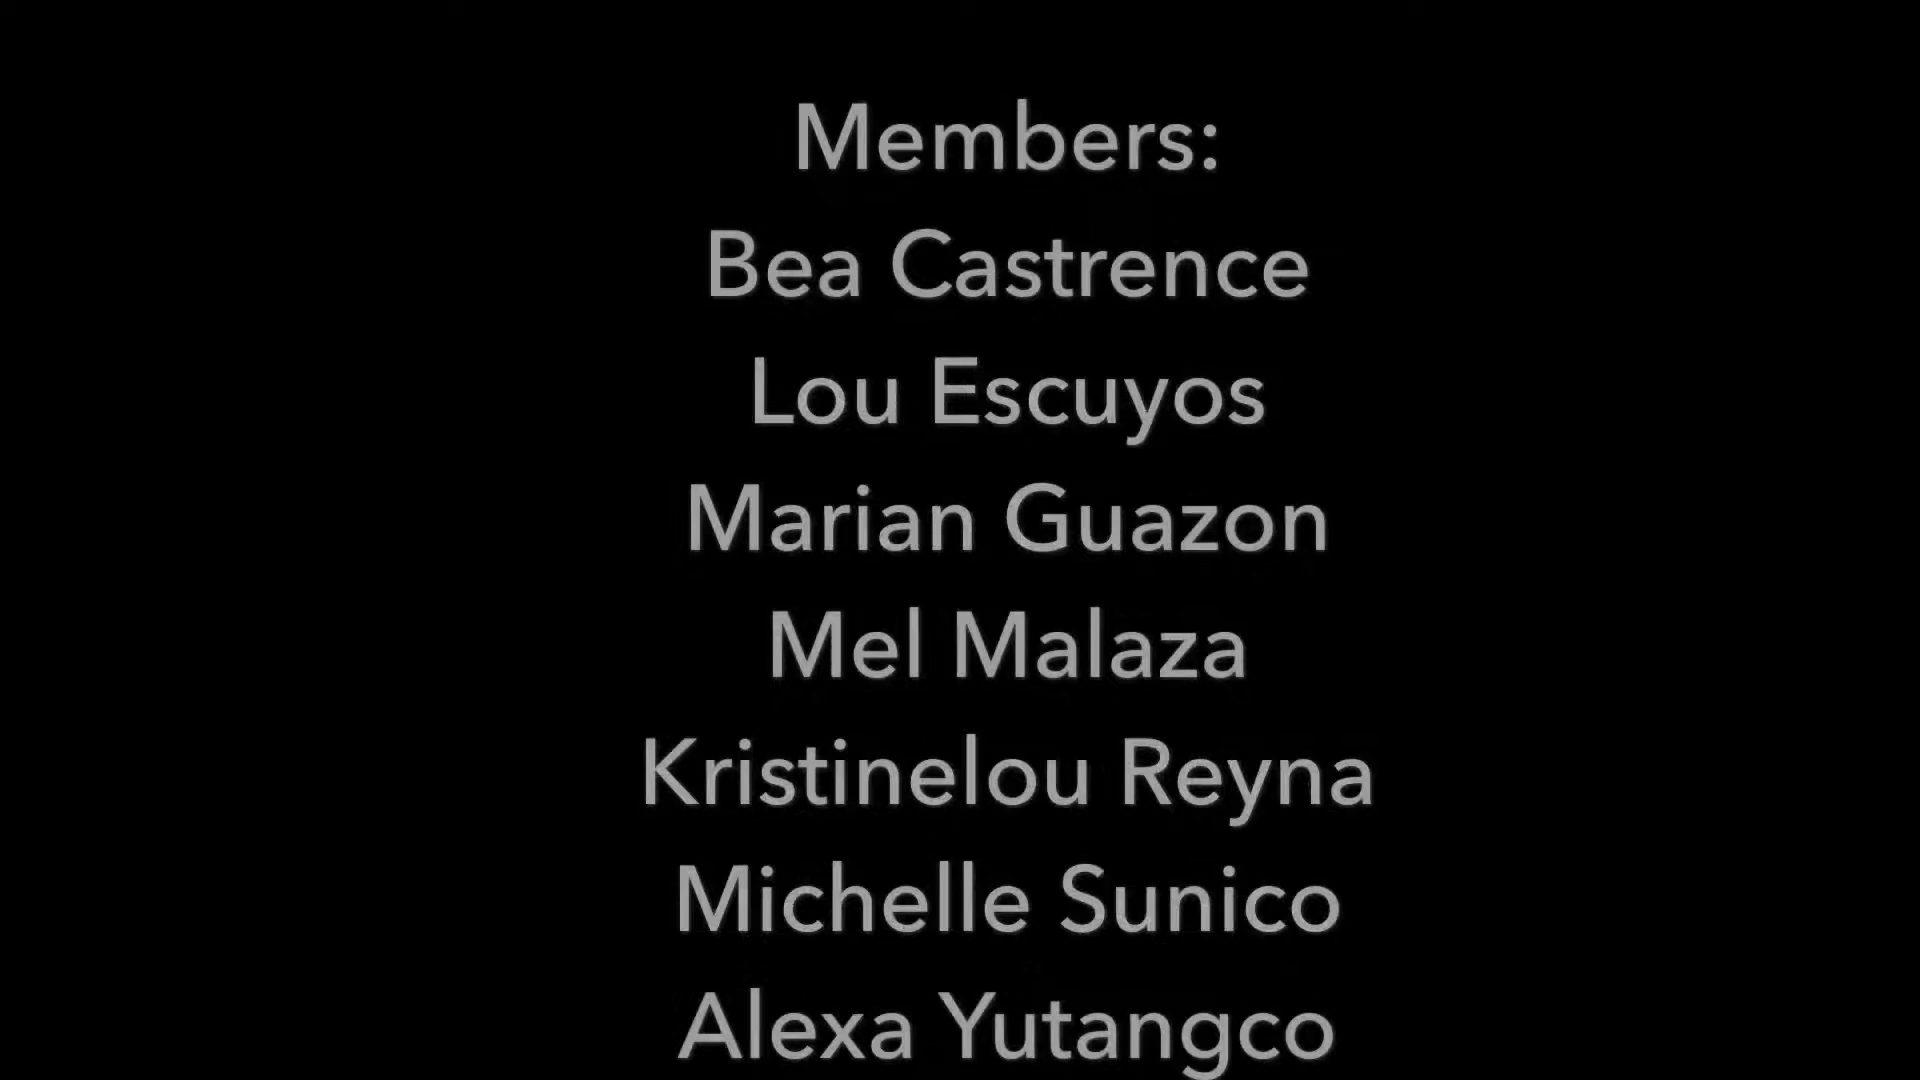 Members:
Bea Castrence
Lou Escuyos
Marian Guazon
Mel Malaza
Kristinelou Reyna
Michelle Sunico
Alexa Yutangco